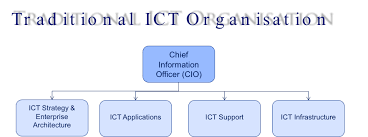 Traditional ICT Organisation
Chief
Information
Officer (CIO)
ICT Strategy &
Enterprise
Architecture
ICT Applications
ICT Support
ICT Infrastructure